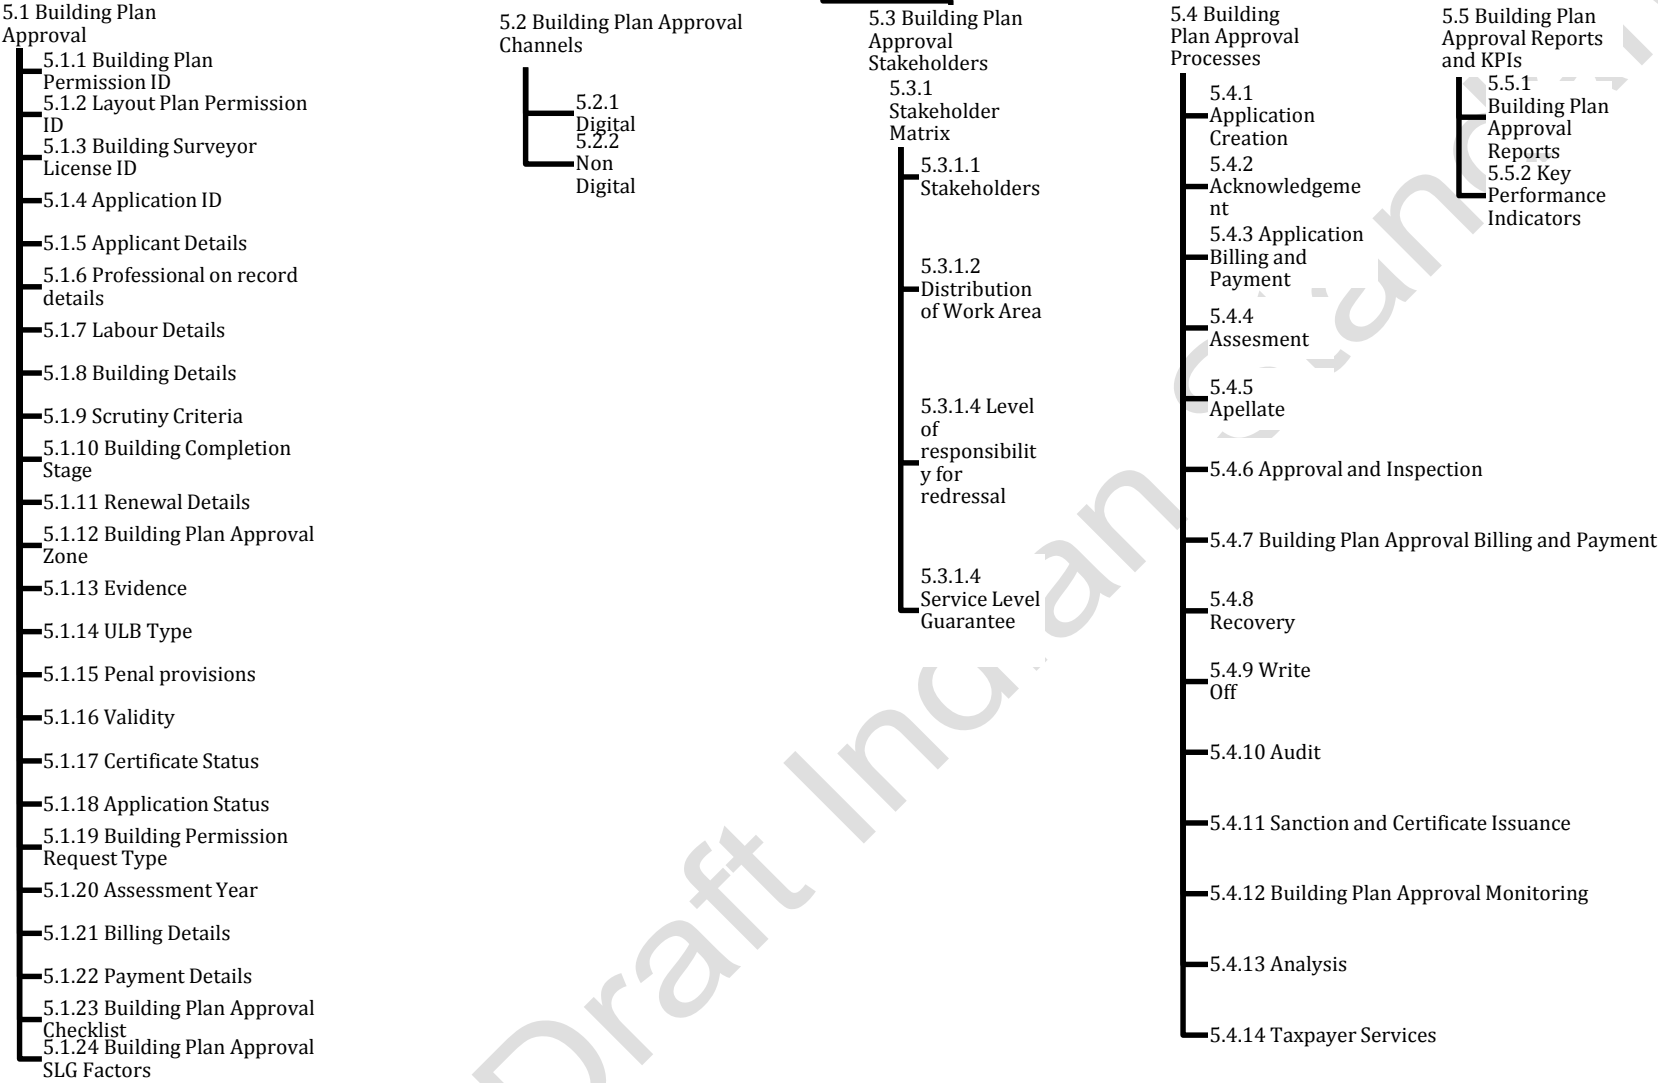 5.1 Building Plan
Approval
5.1.1 Building Plan
Permission ID
5.1.2 Layout Plan Permission
ID
5.1.3 Building Surveyor
License ID
5.1.4 Application ID
5.1.5 Applicant Details
5.1.6 Professional on record
details
5.1.7 Labour Details
5.1.8 Building Details
5.1.9 Scrutiny Criteria
5.1.10 Building Completion
Stage
5.1.11 Renewal Details
5.1.12 Building Plan Approval
Zone
5.1.13 Evidence
5.1.14 ULB Type
5.1.15 Penal provisions
5.1.16 Validity
5.1.17 Certificate Status
5.1.18 Application Status
5.1.19 Building Permission
Request Type
5.1.20 Assessment Year
5.1.21 Billing Details
5.1.22 Payment Details
5.1.23 Building Plan Approval
Checklist
5.1.24 Building Plan Approval
SLG Factors
5.2 Building Plan Approval
Channels
5.2.1
Digital
5.2.2
Non
Digital
5.3 Building Plan
Approval
Stakeholders
5.3.1
Stakeholder
Matrix
5.3.1.1
Stakeholders
5.3.1.2
Distribution
of Work Area
5.3.1.4 Level
of
responsibilit
y for
redressal
5.3.1.4
Service Level
Guarantee
5.4 Building
Plan Approval
Processes
5.4.1
Application
Creation
5.4.2
Acknowledgeme
nt
5.4.3 Application
Billing and
Payment
5.4.4
Assesment
5.4.5
Apellate
5.4.6 Approval and Inspection
5.4.7 Building Plan Approval Billing and Payment
5.4.8
Recovery
5.4.9 Write
Off
5.4.10 Audit
5.4.11 Sanction and Certificate Issuance
5.4.12 Building Plan Approval Monitoring
5.4.13 Analysis
5.4.14 Taxpayer Services
5.5 Building Plan
Approval Reports
and KPIs
5.5.1
Building Plan
Approval
Reports
5.5.2 Key
Performance
Indicators
Draft Indian